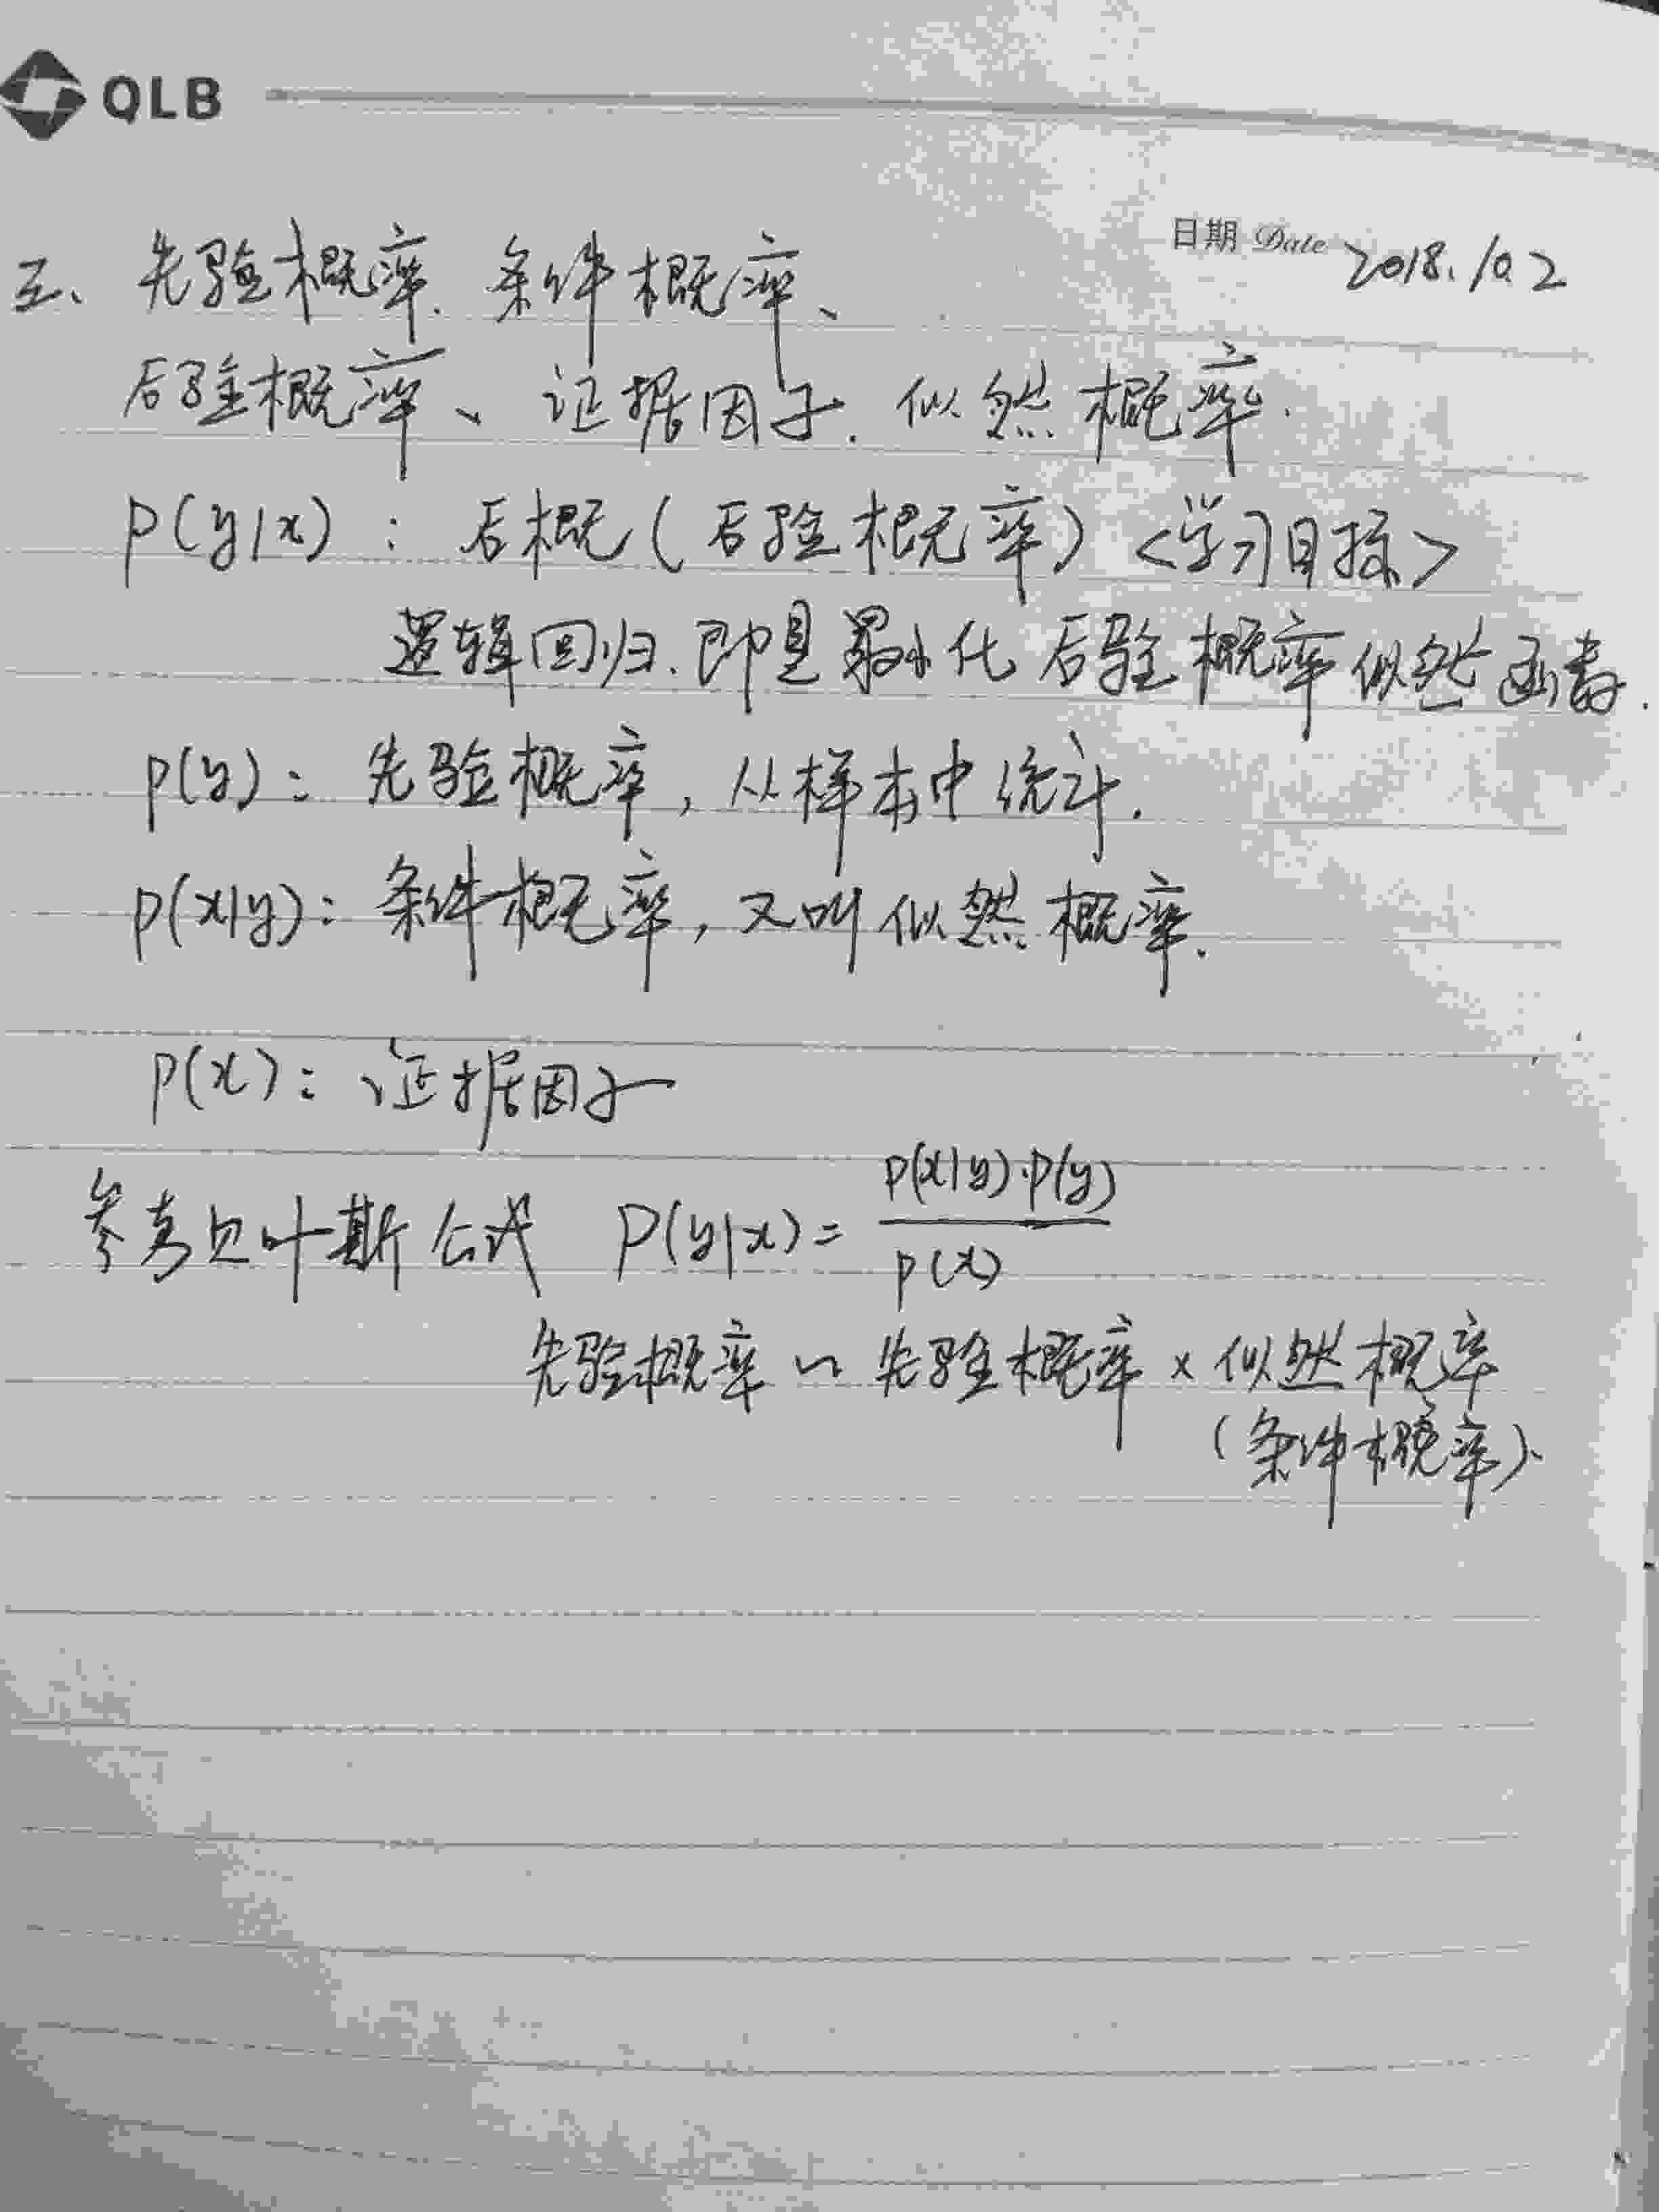 QLB
日期 Date 2018.10.2
五、先验概率、条件概率、
后验概率、证据因子、似然概率.
P(y|x)：后概(后验概率)<学习目标>
逻辑回归.即是最小化后验概率似然函数.
p(y)：先验概率，从样本中统计.
p(x|y)：条件概率，又叫似然概率.
p(x)：证据因子
参考贝叶斯公式 P(y|x)= p(x|y)·p(y) / p(x)
先验概率 ∽ 先验概率 × 似然概率
(条件概率)、